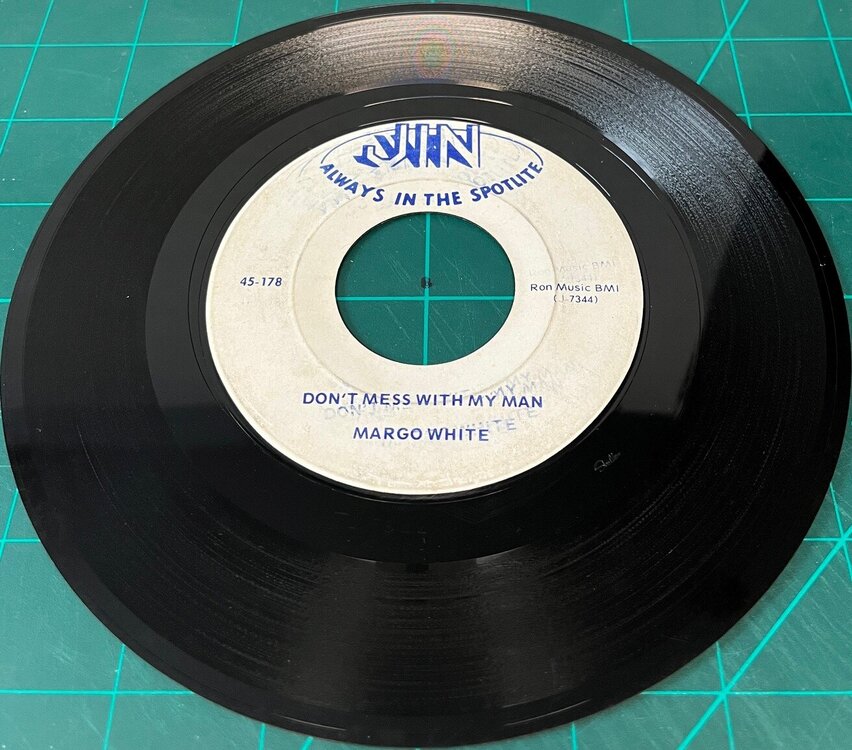 JIN
ALWAYS IN THE SPOTLITE
45-178
Ron Music BMI
(J-7344)
DON'T MESS WITH MY MAN
MARGO WHITE